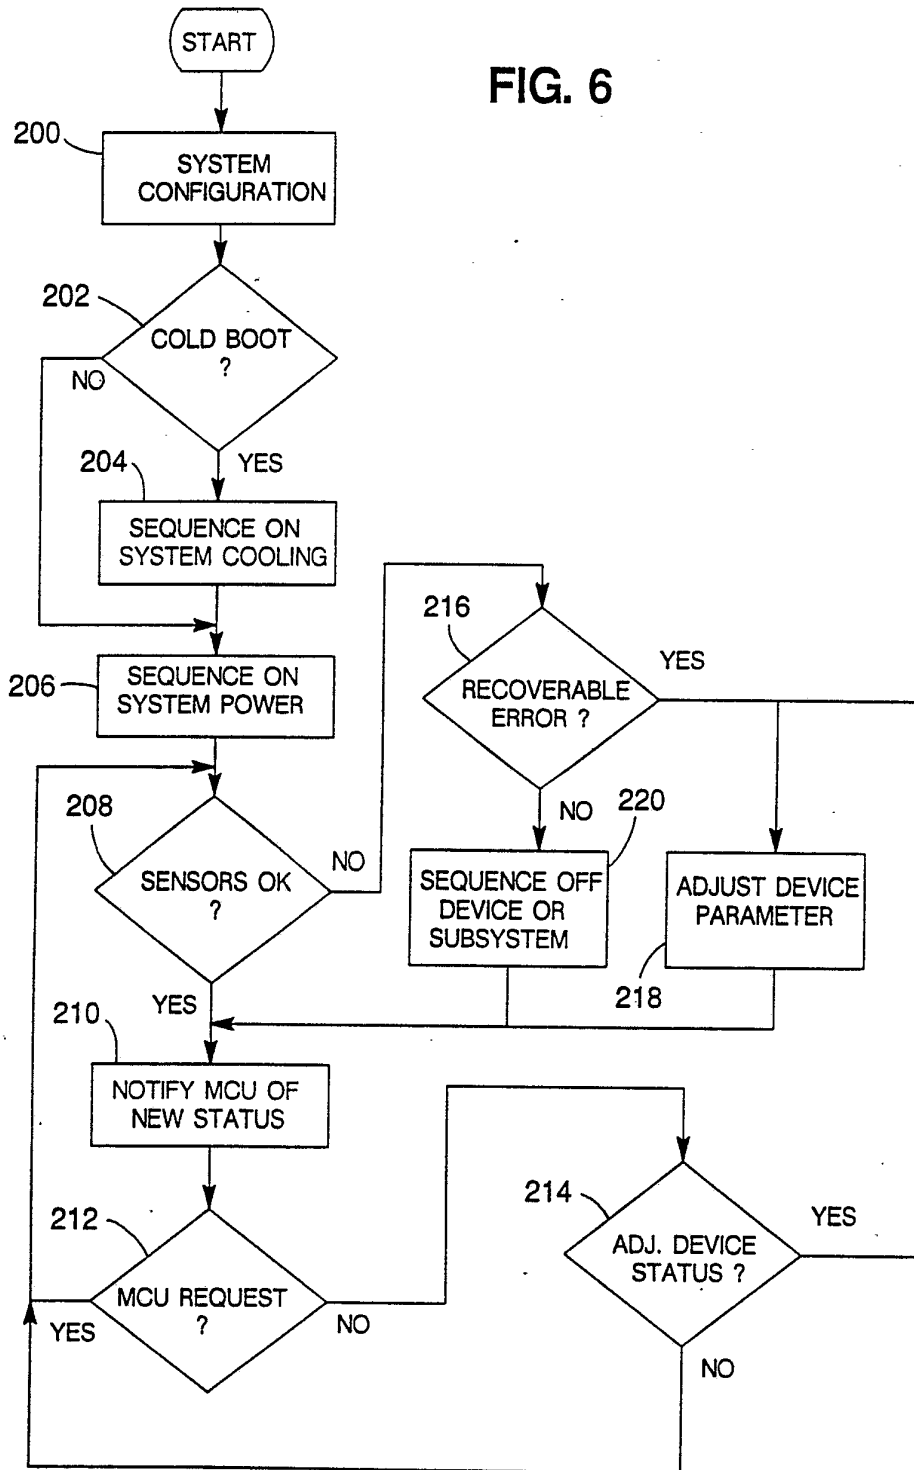 START
FIG. 6
200
SYSTEM
CONFIGURATION
202
COLD BOOT
?
NO
YES
204
SEQUENCE ON
SYSTEM COOLING
206
SEQUENCE ON
SYSTEM POWER
208
SENSORS OK
?
NO
YES
216
RECOVERABLE
ERROR ?
YES
NO
220
SEQUENCE OFF
DEVICE OR
SUBSYSTEM
ADJUST DEVICE
PARAMETER
218
210
NOTIFY MCU OF
NEW STATUS
212
MCU REQUEST
?
YES
NO
214
ADJ. DEVICE
STATUS ?
YES
NO